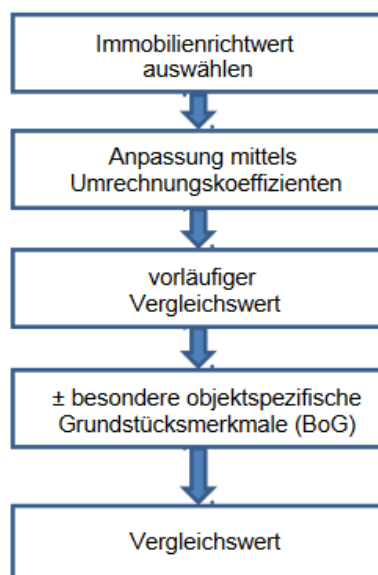 Immobilienrichtwert
auswählen
Anpassung mittels
Umrechnungskoeffizienten
vorläufiger
Vergleichswert
± besondere objektspezifische
Grundstücksmerkmale (BoG)
Vergleichswert